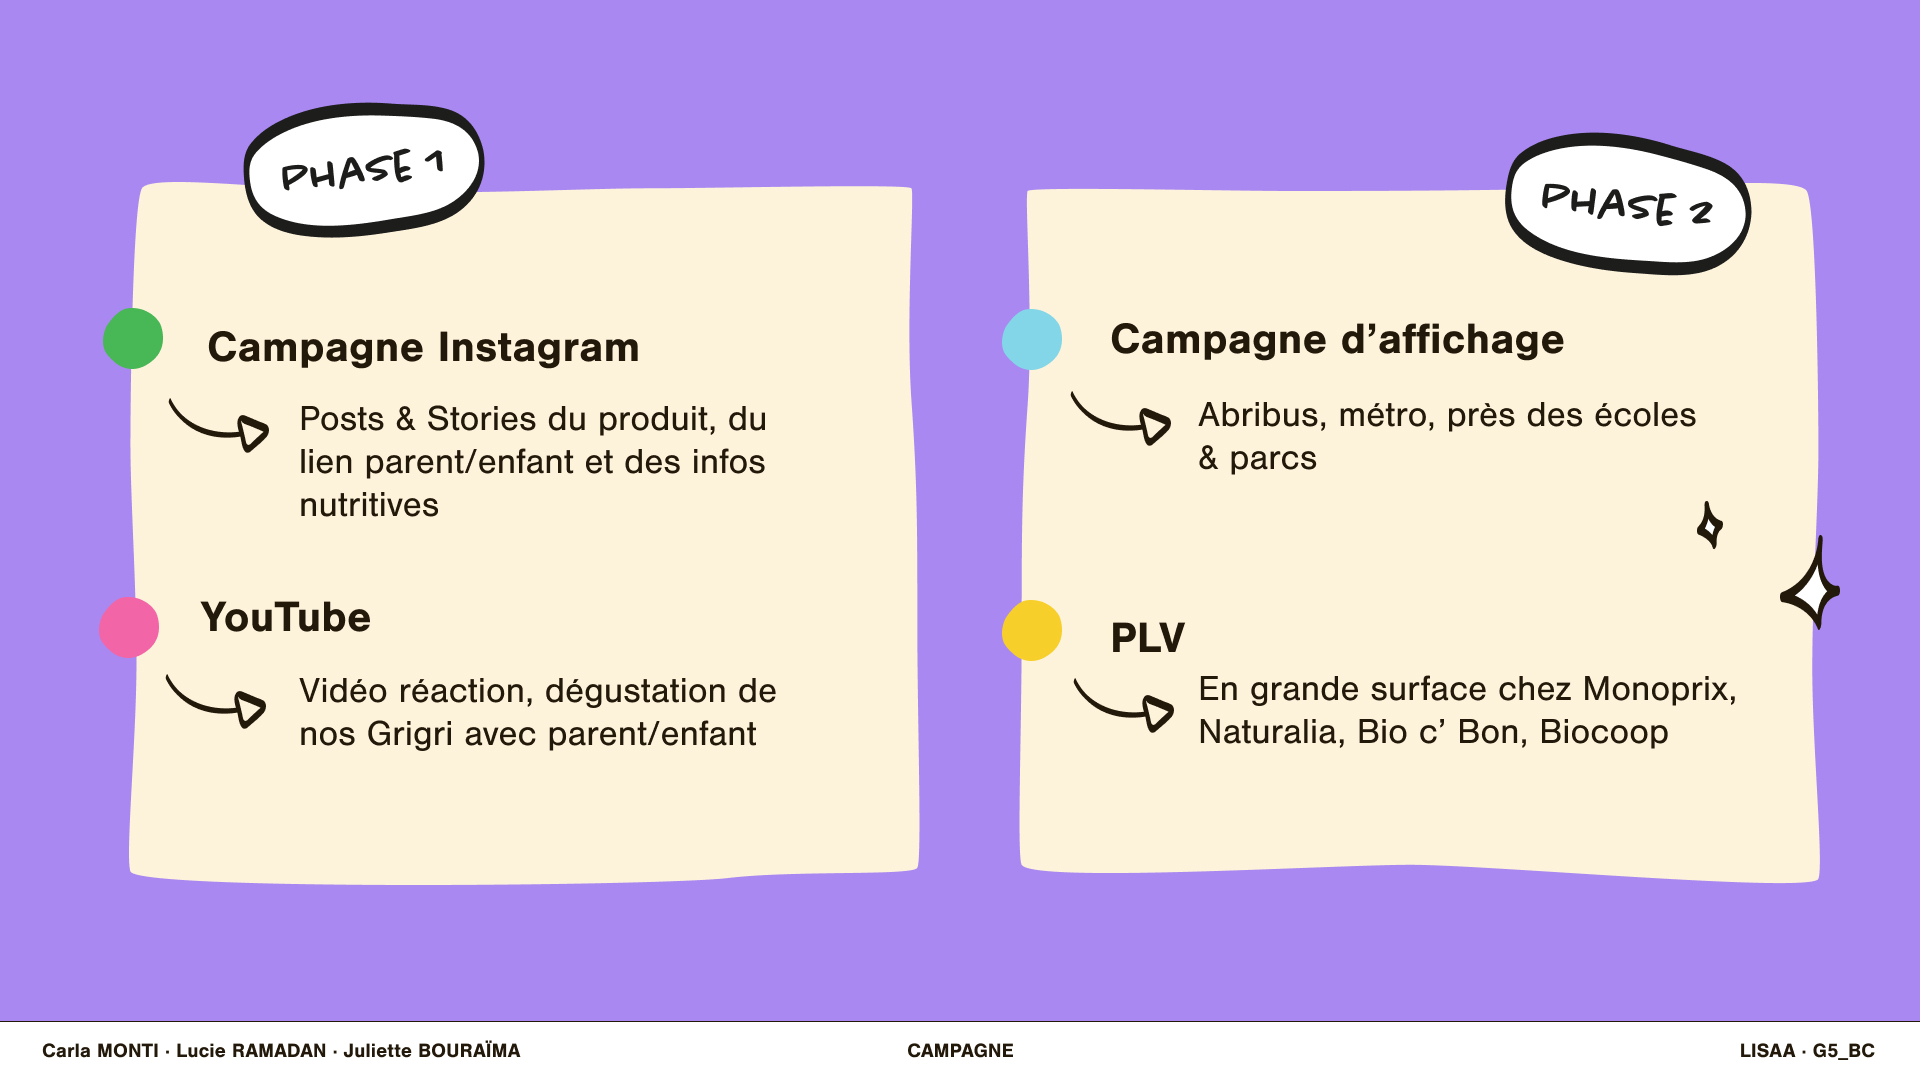 PHASE 1
Campagne Instagram
Posts & Stories du produit, du
lien parent/enfant et des infos
nutritives
YouTube
Vidéo réaction, dégustation de
nos Grigri avec parent/enfant
PHASE 2
Campagne d’affichage
Abribus, métro, près des écoles
& parcs
PLV
En grande surface chez Monoprix,
Naturalia, Bio c’ Bon, Biocoop
Carla MONTI · Lucie RAMADAN · Juliette BOURAÏMA
CAMPAGNE
LISAA · G5_BC